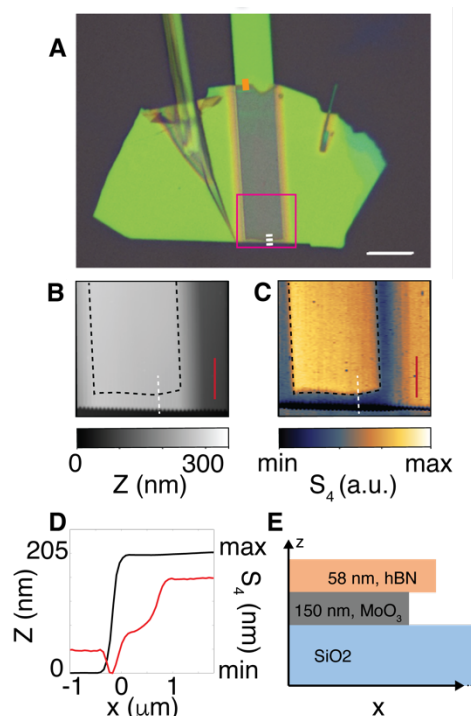 A
B
C
0 300
Z (nm)
min max
S₄ (a.u.)
D
E
205
Z (nm)
0
max
S₄ (nm)
min
-1 0 1
x (μm)
z
58 nm, hBN
150 nm, MoO₃
SiO2
x